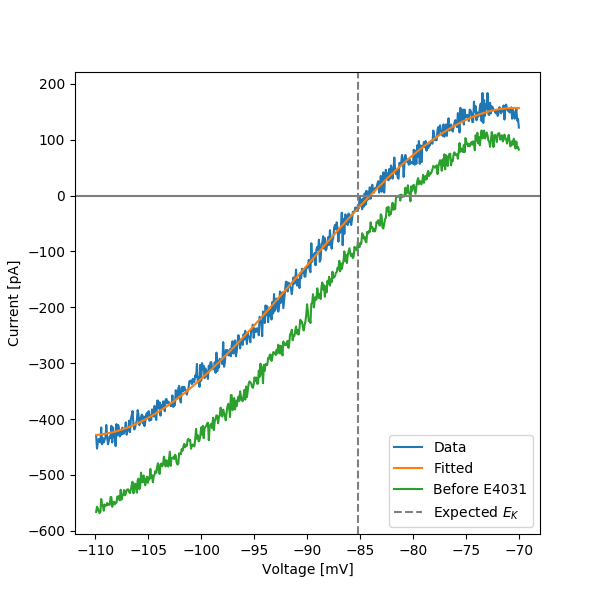 200
100
0
−100
−200
−300
−400
−500
−600
Current [pA]
Data
Fitted
Before E4031
Expected E_K
−110 −105 −100 −95 −90 −85 −80 −75 −70
Voltage [mV]